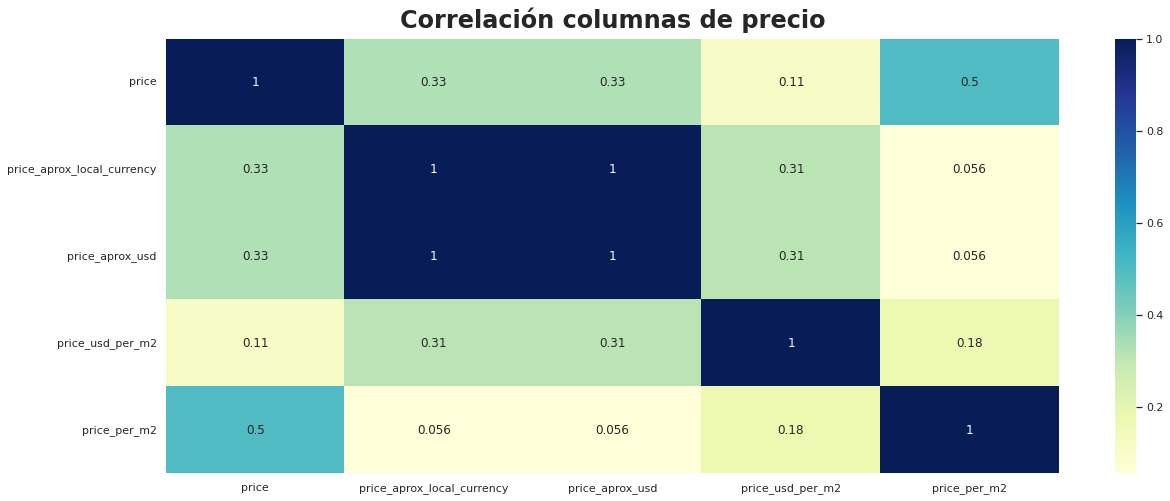 Correlación columnas de precio
price 1 0.33 0.33 0.11 0.5
price_aprox_local_currency 0.33 1 1 0.31 0.056
price_aprox_usd 0.33 1 1 0.31 0.056
price_usd_per_m2 0.11 0.31 0.31 1 0.18
price_per_m2 0.5 0.056 0.056 0.18 1
price price_aprox_local_currency price_aprox_usd price_usd_per_m2 price_per_m2
1.0
0.8
0.6
0.4
0.2